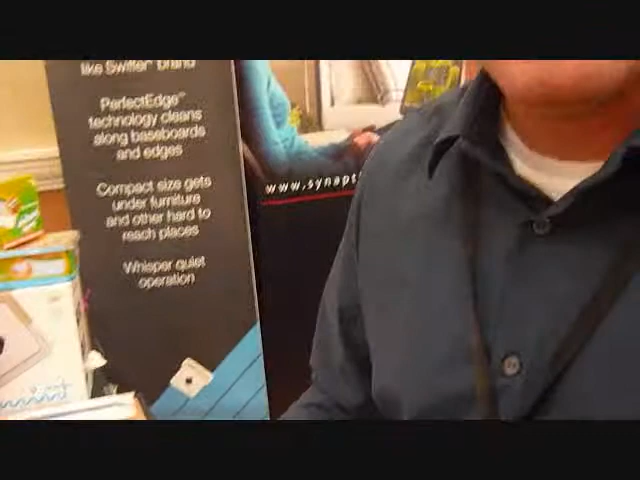 like Swiffer® brand
PerfectEdge™
technology cleans
along baseboards
and edges
Compact size gets
under furniture
and other hard to
reach places.
Whisper quiet
operation
www.synaps
mint